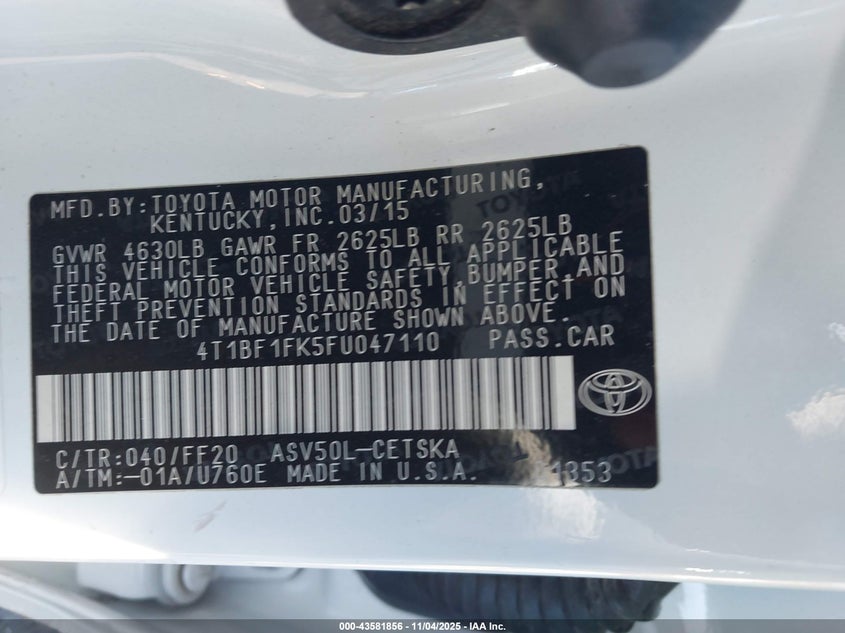 MFD.BY:TOYOTA MOTOR MANUFACTURING,
KENTUCKY,INC.03/15
GVWR 4630LB GAWR FR 2625LB RR 2625LB
THIS VEHICLE CONFORMS TO ALL APPLICABLE
FEDERAL MOTOR VEHICLE SAFETY,BUMPER,AND
THEFT PREVENTION STANDARDS IN EFFECT ON
THE DATE OF MANUFACTURE SHOWN ABOVE.
4T1BF1FK5FU047110 PASS.CAR
C/TR:040/FF20 ASV50L-CETSKA
A/TM:-01A/U760E MADE IN U.S.A.
000-43581856 - 11/04/2025 - IAA Inc.